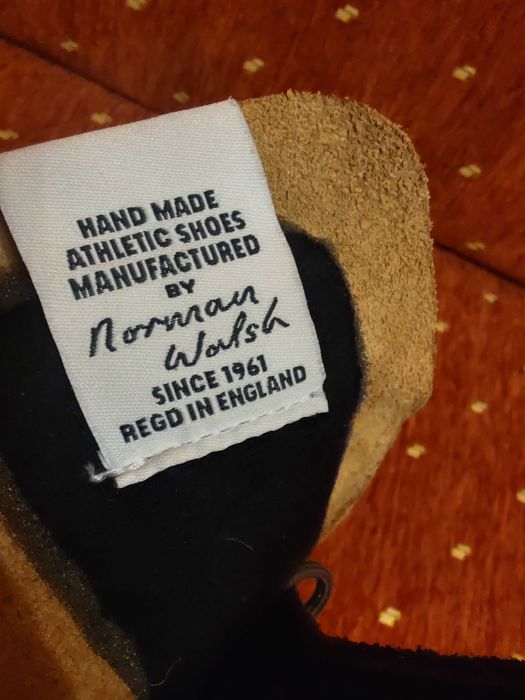 HAND MADE
ATHLETIC SHOES
MANUFACTURED
BY
Norman
Walsh
SINCE 1961
REGD IN ENGLAND